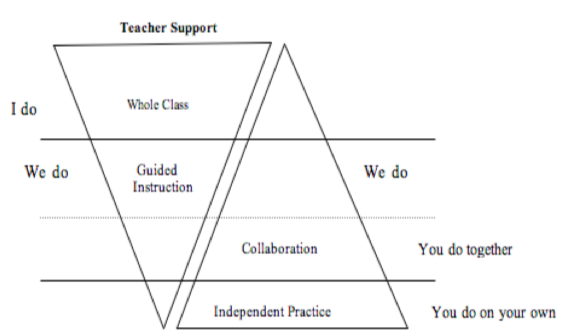 Teacher Support
I do
Whole Class
We do
Guided
Instruction
We do
Collaboration
You do together
Independent Practice
You do on your own